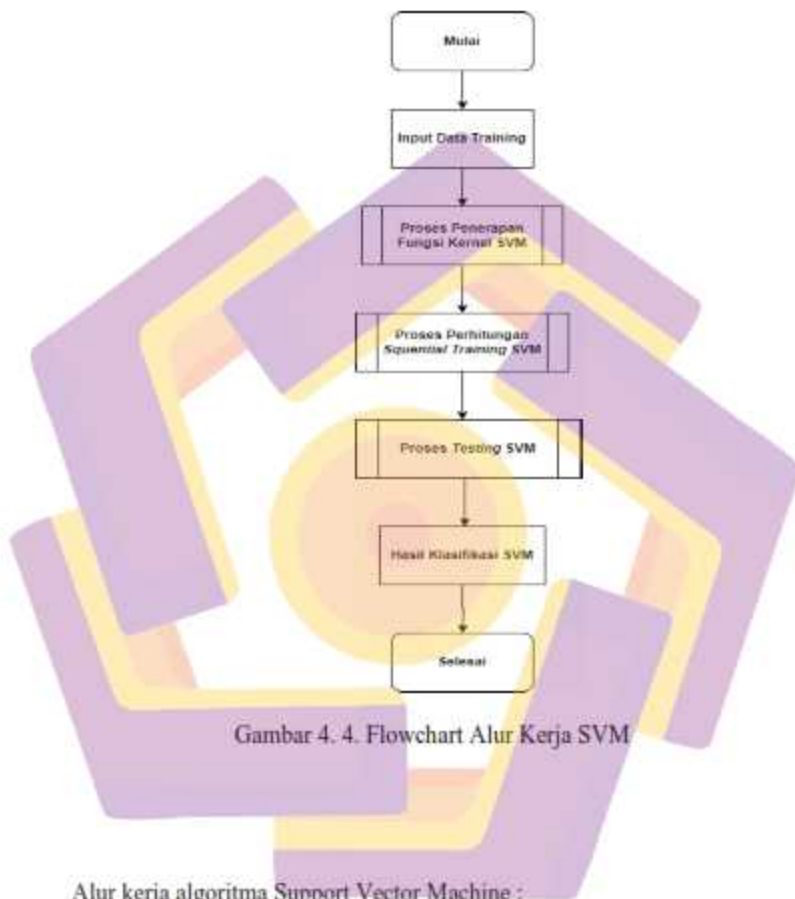 Mulai
Input Data Training
Proses Penerapan
Fungsi Kernel SVM
Proses Perhitungan
Squential Training SVM
Proses Testing SVM
Hasil Klasifikasi SVM
Selesai
Gambar 4. 4. Flowchart Alur Kerja SVM
Alur kerja algoritma Support Vector Machine :